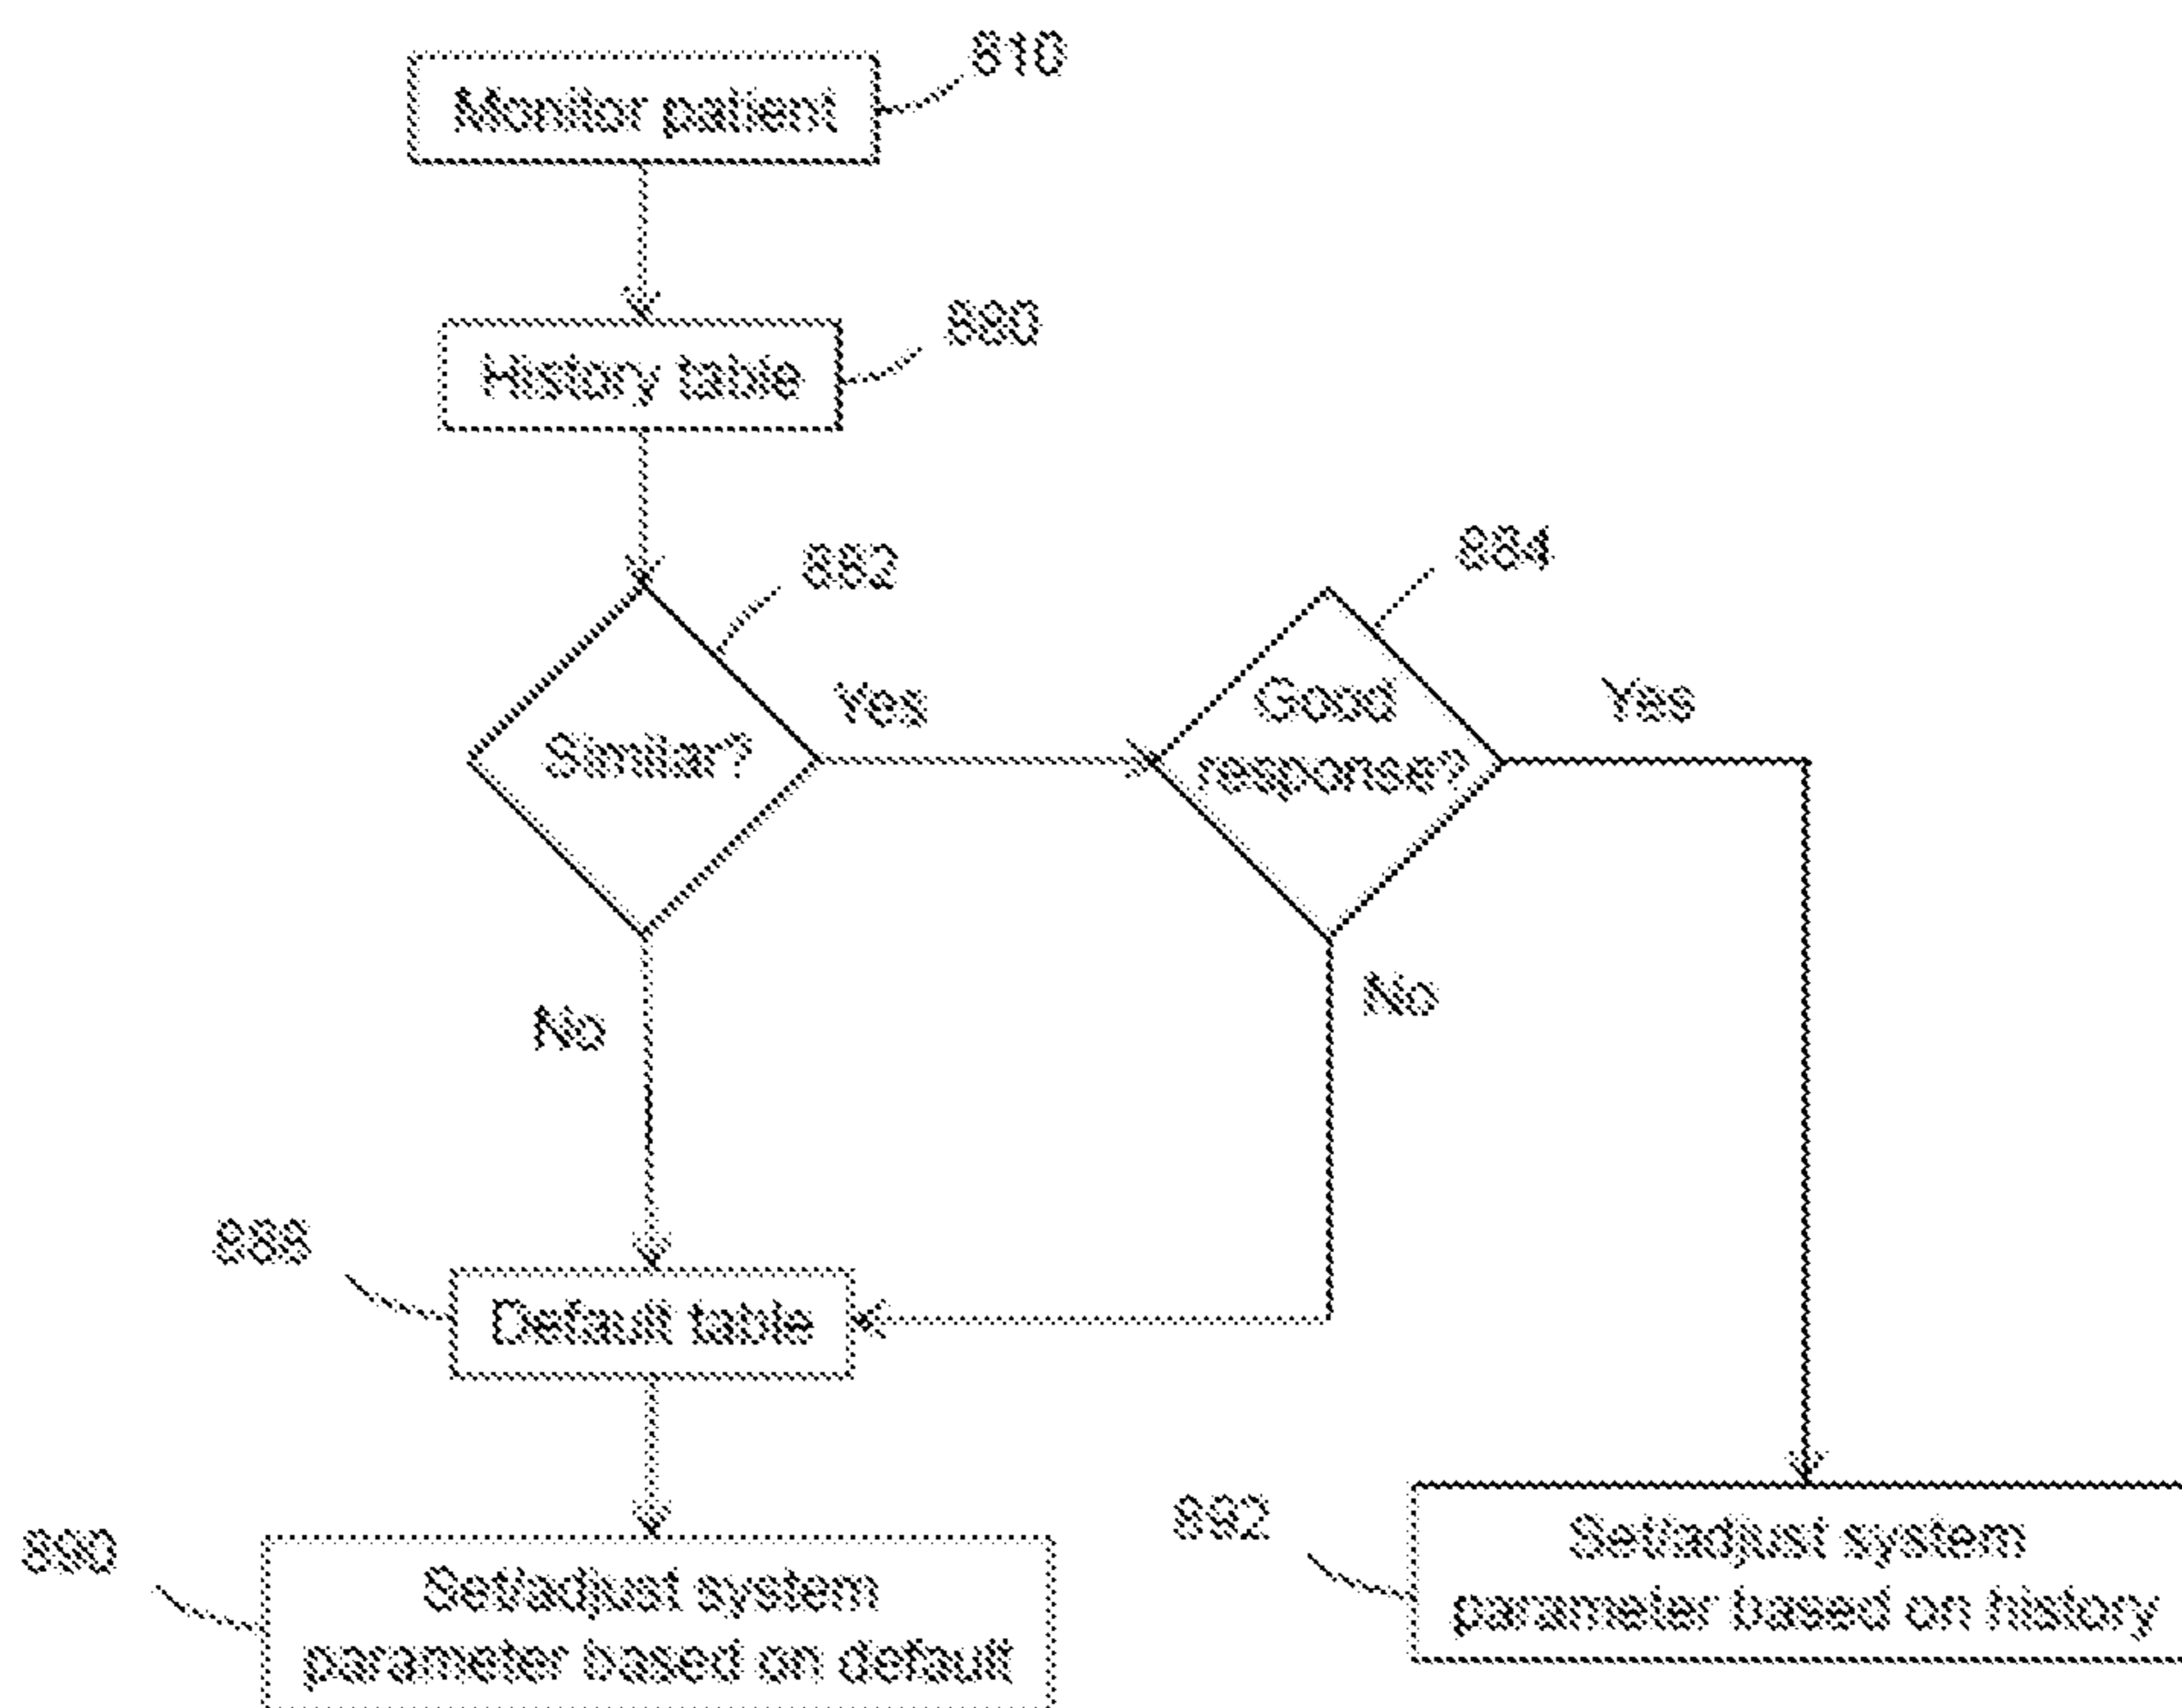 810
Monitor patient
880
History table
882
884
Yes
Good
Yes
Similar?
response?
No
No
888
Default table
890
892
Set/adjust system
parameter based on default
Set/adjust system
parameter based on history